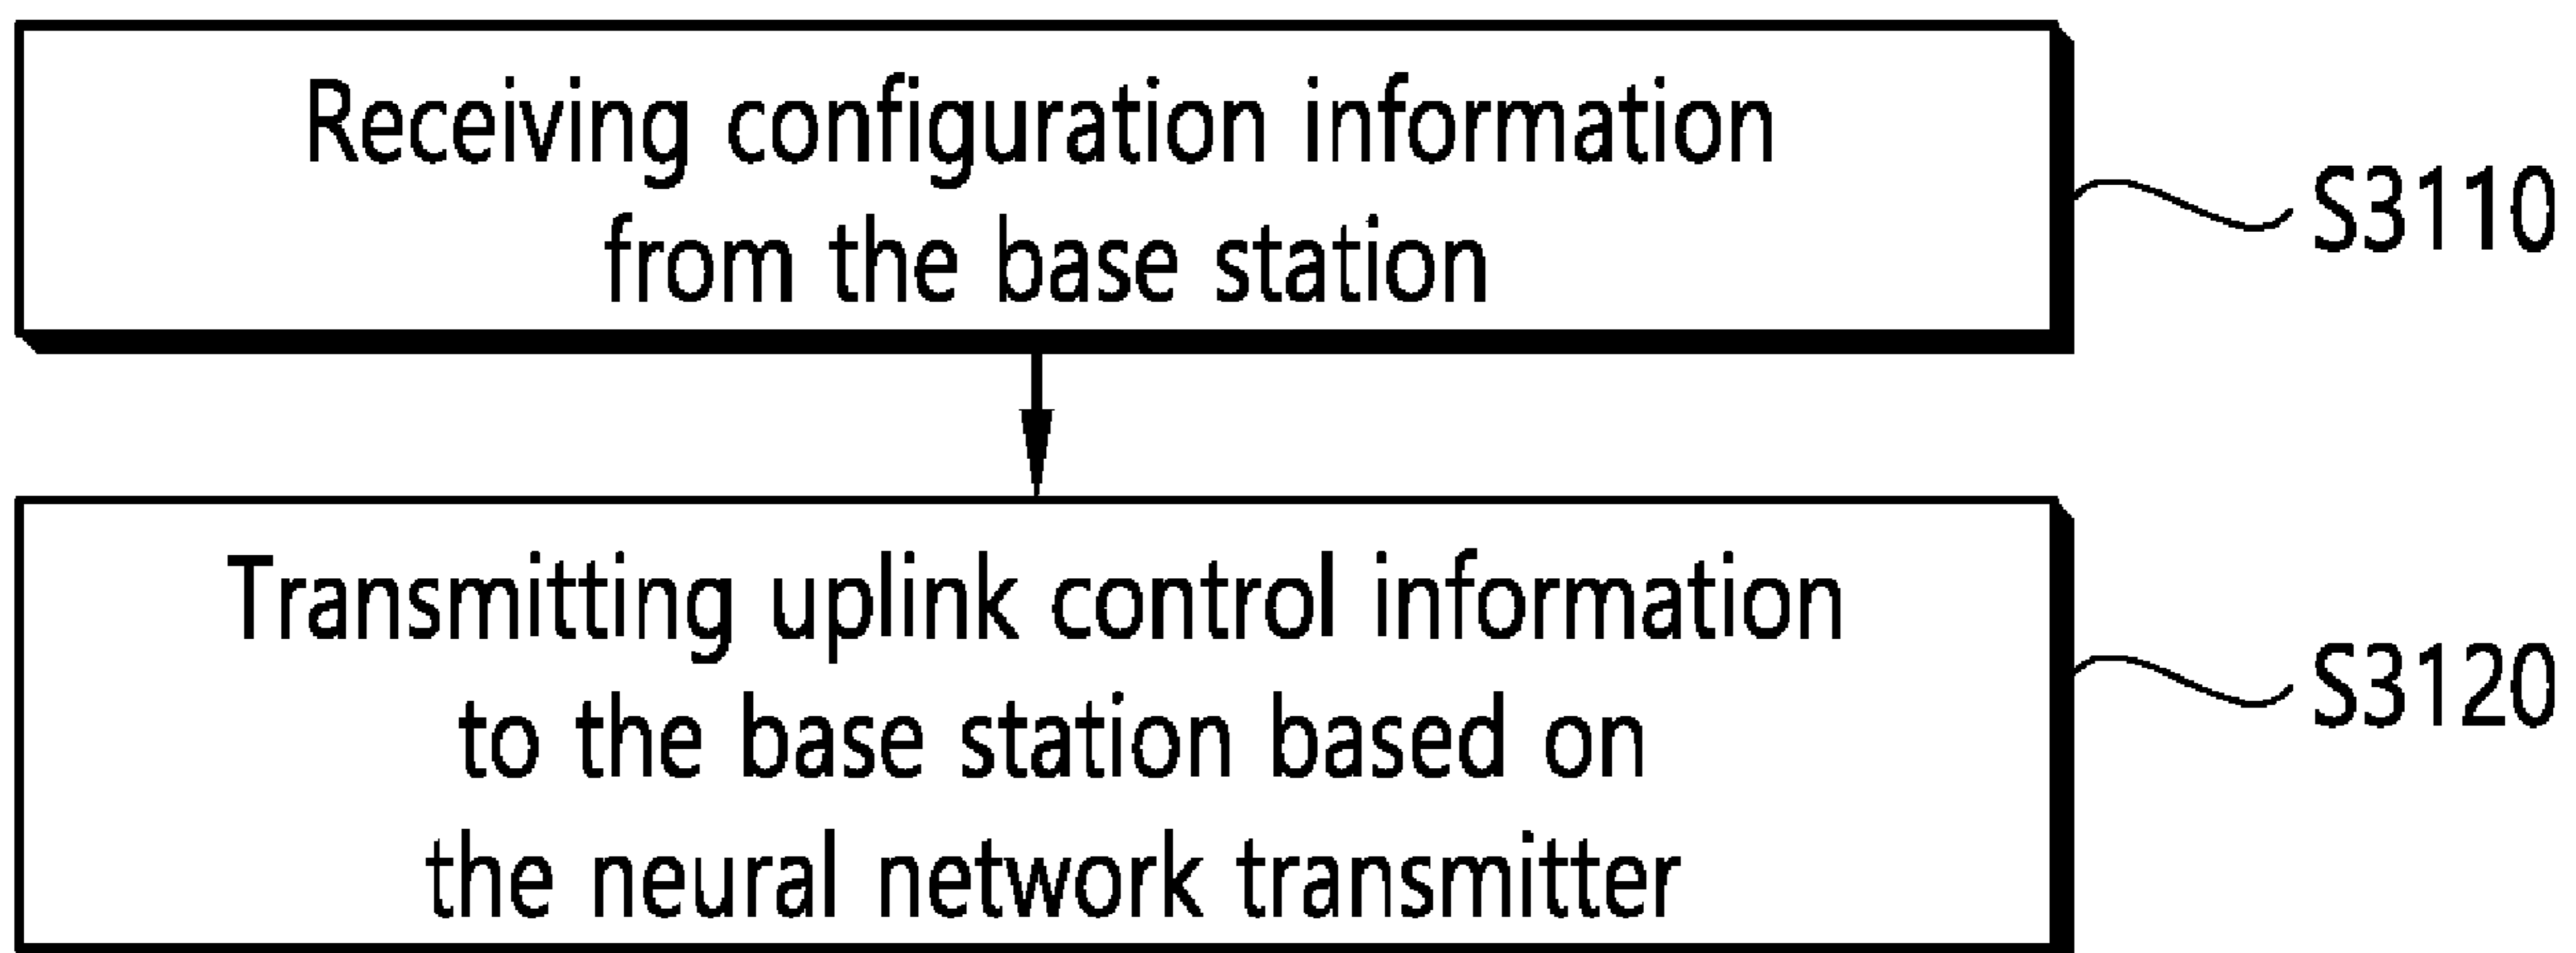 Receiving configuration information
from the base station
S3110
Transmitting uplink control information
to the base station based on
the neural network transmitter
S3120